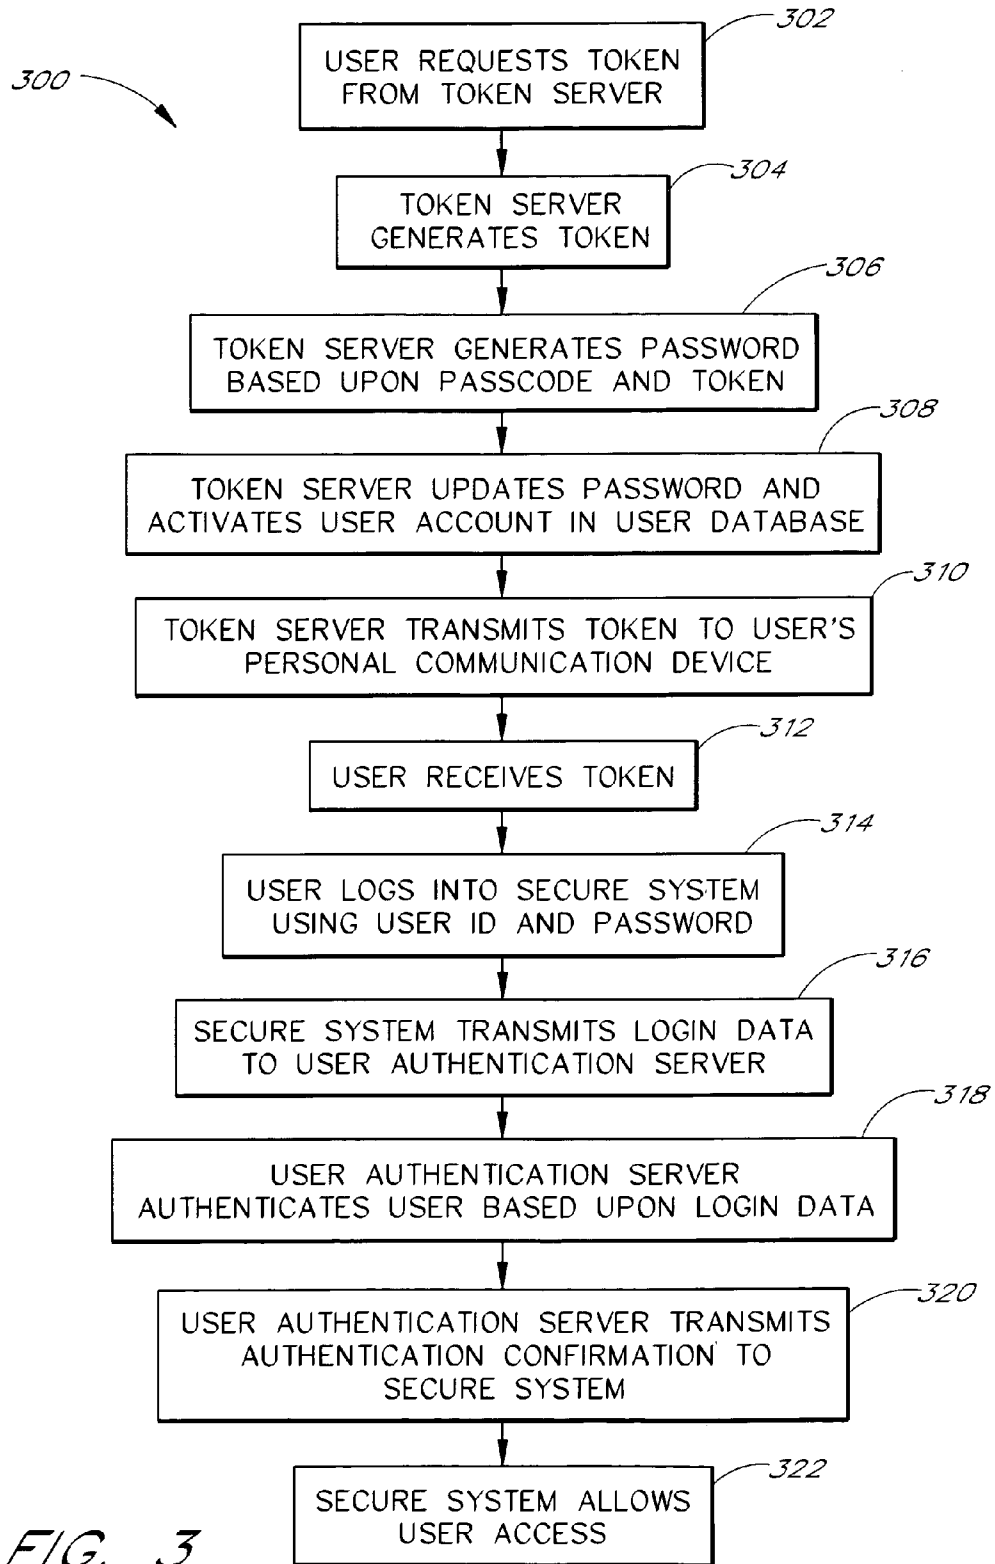 302
USER REQUESTS TOKEN
FROM TOKEN SERVER
300
304
TOKEN SERVER
GENERATES TOKEN
306
TOKEN SERVER GENERATES PASSWORD
BASED UPON PASSCODE AND TOKEN
308
TOKEN SERVER UPDATES PASSWORD AND
ACTIVATES USER ACCOUNT IN USER DATABASE
310
TOKEN SERVER TRANSMITS TOKEN TO USER'S
PERSONAL COMMUNICATION DEVICE
312
USER RECEIVES TOKEN
314
USER LOGS INTO SECURE SYSTEM
USING USER ID AND PASSWORD
316
SECURE SYSTEM TRANSMITS LOGIN DATA
TO USER AUTHENTICATION SERVER
318
USER AUTHENTICATION SERVER
AUTHENTICATES USER BASED UPON LOGIN DATA
320
USER AUTHENTICATION SERVER TRANSMITS
AUTHENTICATION CONFIRMATION TO
SECURE SYSTEM
322
SECURE SYSTEM ALLOWS
USER ACCESS
FIG. 3